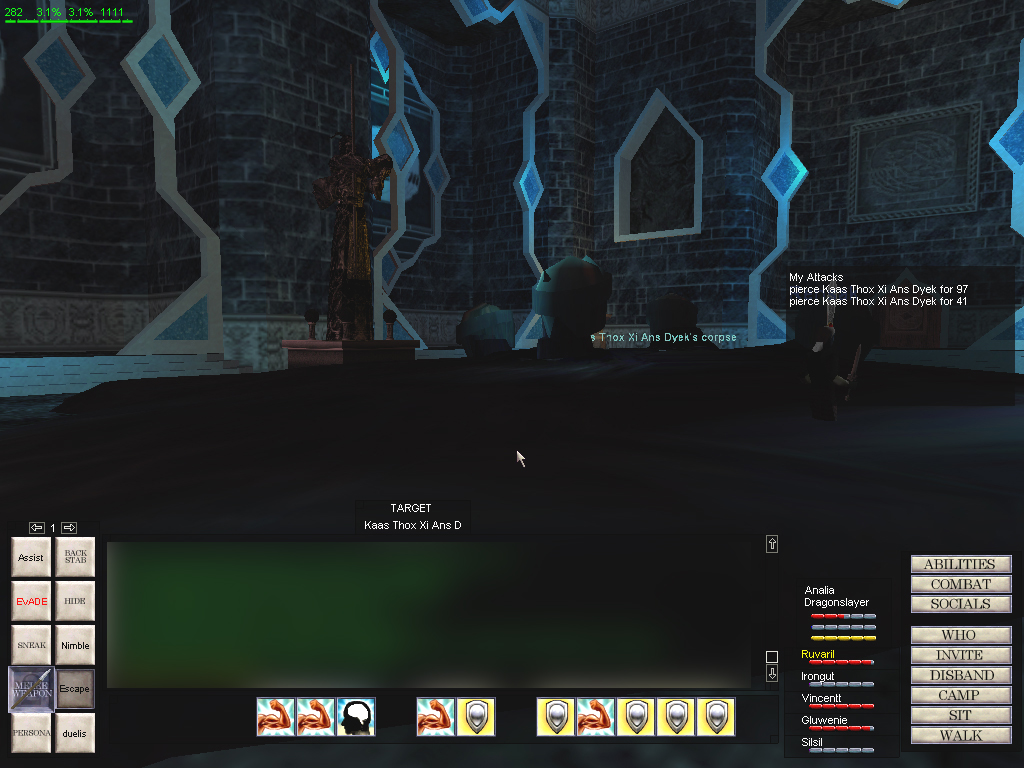 282 3.1% 3.1% 1111
My Attacks
pierce Kaas Thox Xi Ans Dyek for 97
pierce Kaas Thox Xi Ans Dyek for 41
s Thox Xi Ans Dyek's corpse
TARGET
Kaas Thox Xi Ans D
1
Assist
BACK STAB
EVADE
HIDE
SNEAK
Nimble
MELEE WEAPON
Escape
PERSONA
duelis
Analia
Dragonslayer
Ruvaril
Irongut
Vincentt
Gluwenie
Silsil
ABILITIES
COMBAT
SOCIALS
WHO
INVITE
DISBAND
CAMP
SIT
WALK